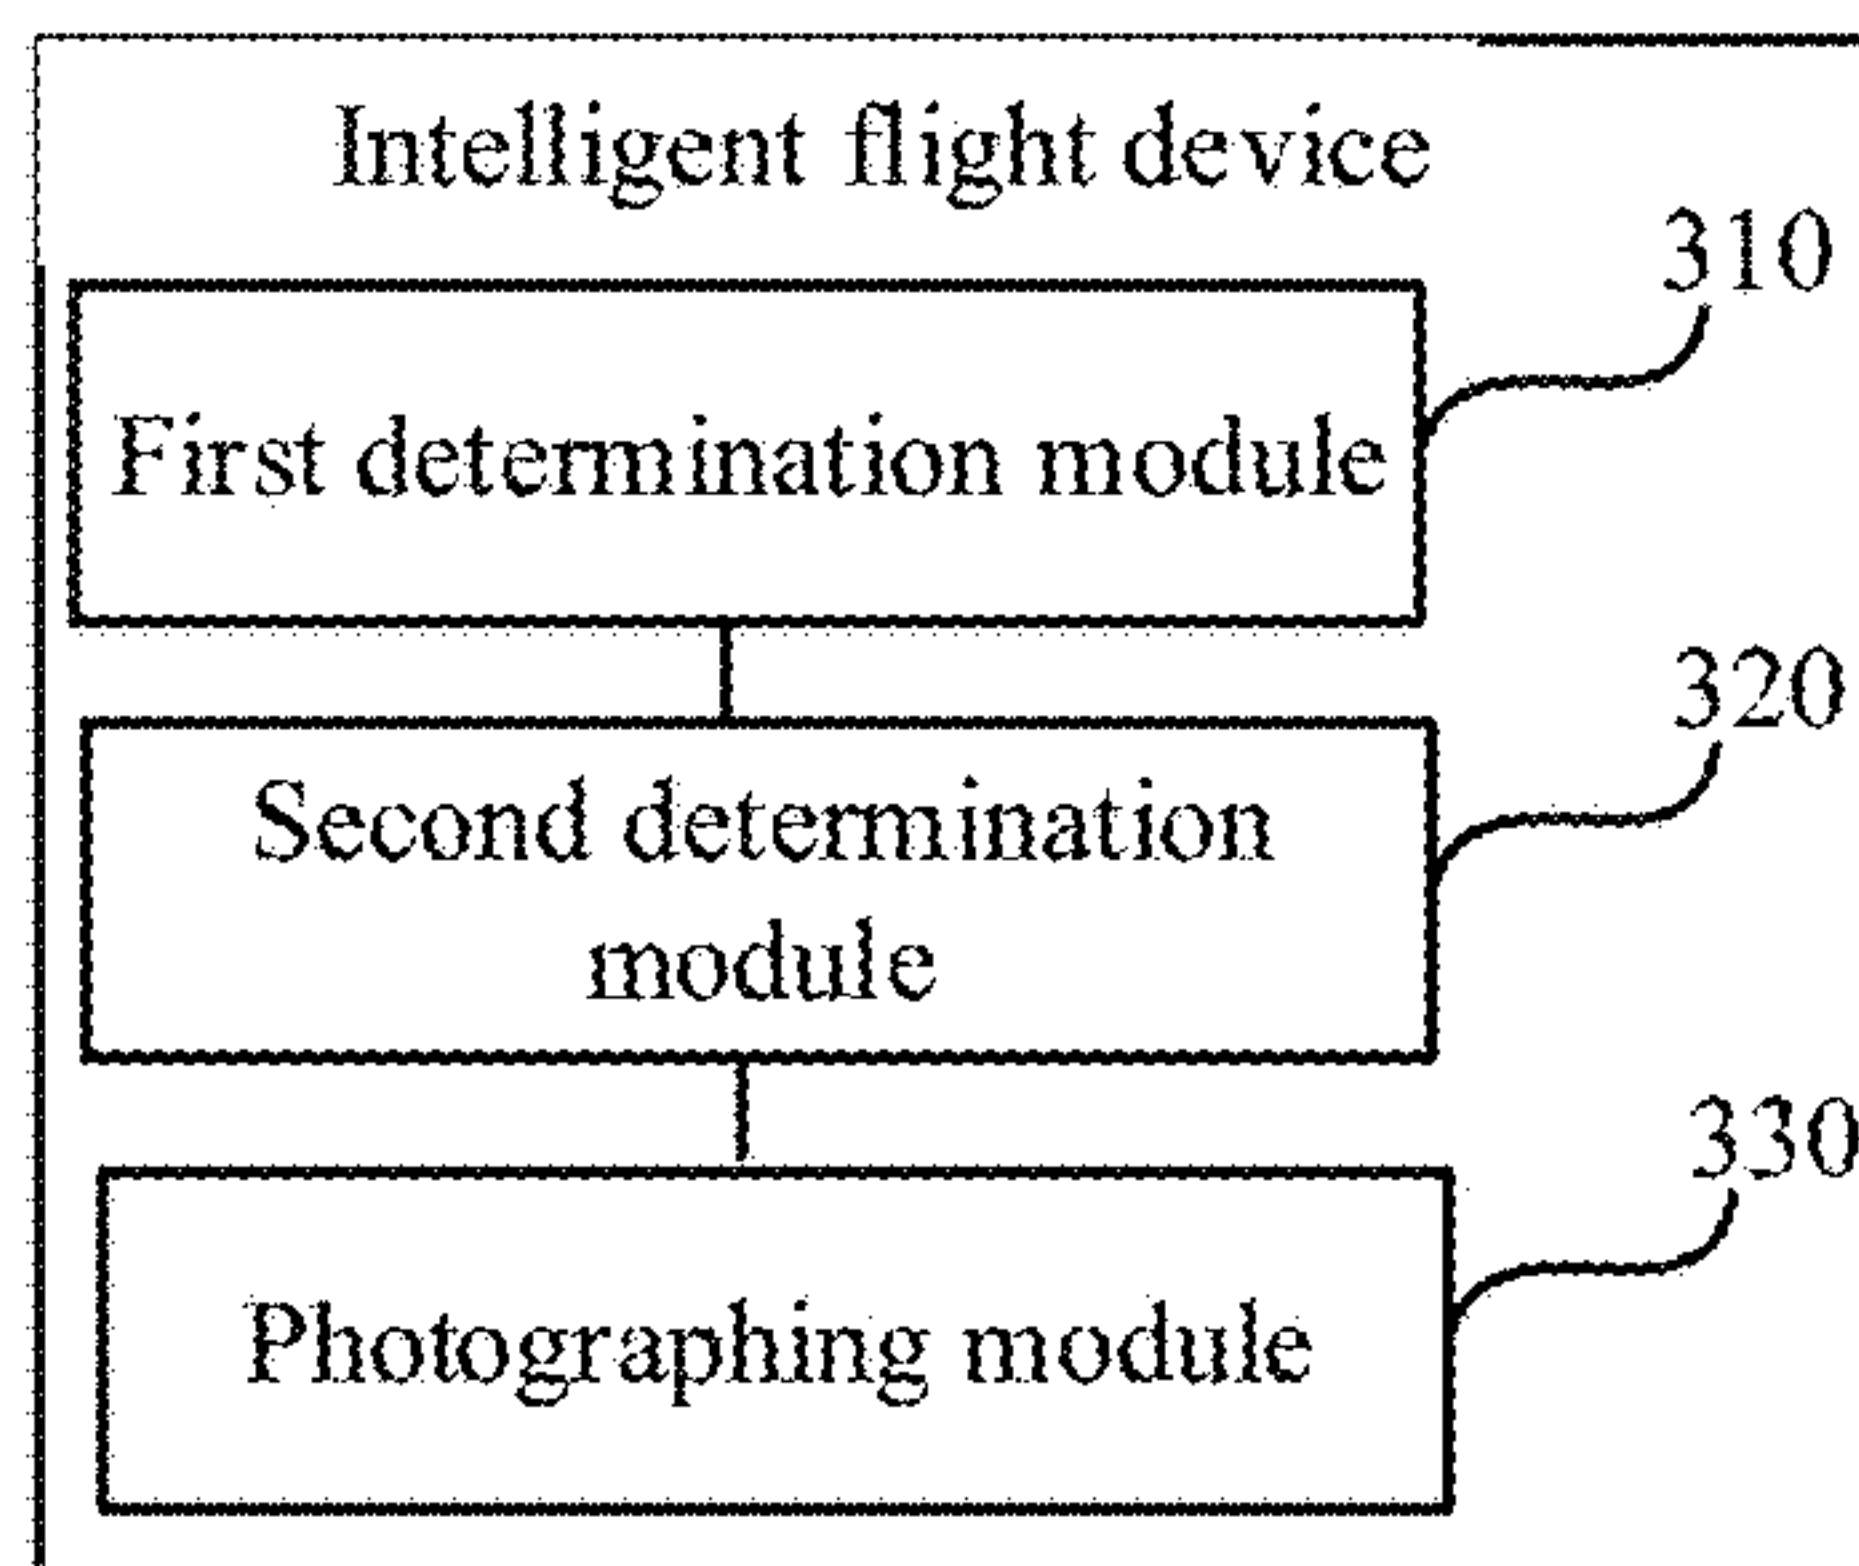 Intelligent flight device
310
First determination module
320
Second determination
module
330
Photographing module